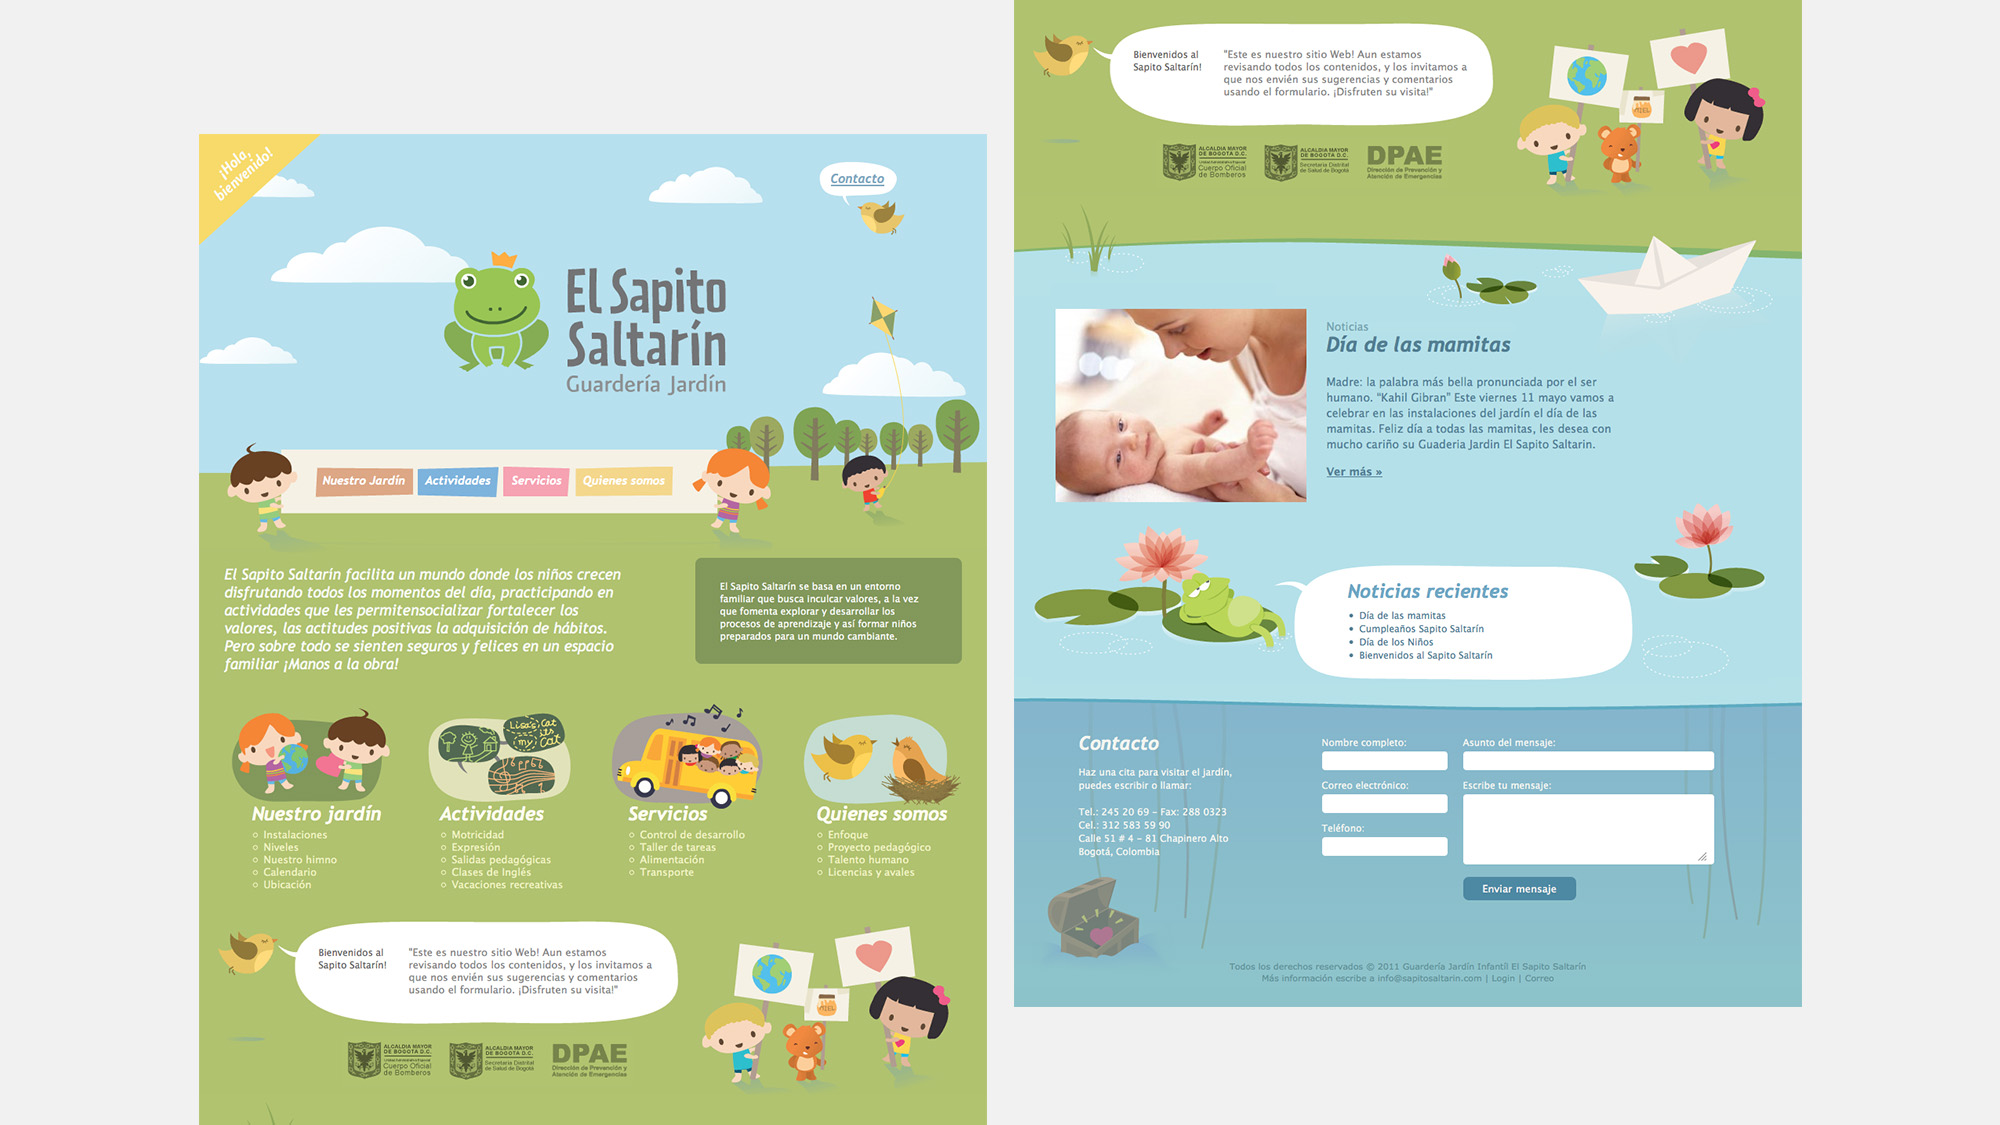 ¡Hola,
bienvenido!
Contacto
El Sapito
Saltarín
Guardería Jardín
Nuestro Jardín
Actividades
Servicios
Quienes somos
El Sapito Saltarín facilita un mundo donde los niños crecen
disfrutando todos los momentos del día, practicipando en
actividades que les permitensocializar fortalecer los
valores, las actitudes positivas la adquisición de hábitos.
Pero sobre todo se sienten seguros y felices en un espacio
familiar ¡Manos a la obra!
El Sapito Saltarín se basa en un entorno
familiar que busca inculcar valores, a la vez
que fomenta explorar y desarrollar los
procesos de aprendizaje y así formar niños
preparados para un mundo cambiante.
Lisa's Cat
its
my Cat
Nuestro jardín
Instalaciones
Niveles
Nuestro himno
Calendario
Ubicación
Actividades
Motricidad
Expresión
Salidas pedagógicas
Clases de Inglés
Vacaciones recreativas
Servicios
Control de desarrollo
Taller de tareas
Alimentación
Transporte
Quienes somos
Enfoque
Proyecto pedagógico
Talento humano
Licencias y avales
Bienvenidos al
Sapito Saltarín!
"Este es nuestro sitio Web! Aun estamos
revisando todos los contenidos, y los invitamos a
que nos envién sus sugerencias y comentarios
usando el formulario. ¡Disfruten su visita!"
MIEL
ALCALDIA MAYOR
DE BOGOTA D.C.
Cuerpo Oficial
de Bomberos
ALCALDIA MAYOR
DE BOGOTA D.C.
Secretaria Distrital
de Salud de Bogotá
DPAE
Dirección de Prevención y
Atención de Emergencias
Bienvenidos al
Sapito Saltarín!
"Este es nuestro sitio Web! Aun estamos
revisando todos los contenidos, y los invitamos a
que nos envién sus sugerencias y comentarios
usando el formulario. ¡Disfruten su visita!"
MIEL
ALCALDIA MAYOR
DE BOGOTA D.C.
Cuerpo Oficial
de Bomberos
ALCALDIA MAYOR
DE BOGOTA D.C.
Secretaria Distrital
de Salud de Bogotá
DPAE
Dirección de Prevención y
Atención de Emergencias
Noticias
Día de las mamitas
Madre: la palabra más bella pronunciada por el ser
humano. “Kahil Gibran” Este viernes 11 mayo vamos a
celebrar en las instalaciones del jardín el día de las
mamitas. Feliz día a todas las mamitas, les desea con
mucho cariño su Guaderia Jardin El Sapito Saltarin.
Ver más »
Noticias recientes
Día de las mamitas
Cumpleaños Sapito Saltarín
Día de los Niños
Bienvenidos al Sapito Saltarín
Contacto
Haz una cita para visitar el jardín,
puedes escribir o llamar:
Tel.: 245 20 69 – Fax: 288 0323
Cel.: 312 583 59 90
Calle 51 # 4 – 81 Chapinero Alto
Bogotá, Colombia
Nombre completo:
Correo electrónico:
Teléfono:
Asunto del mensaje:
Escribe tu mensaje:
Enviar mensaje
Todos los derechos reservados © 2011 Guardería Jardín Infantil El Sapito Saltarín
Más información escribe a info@sapitosaltarin.com | Login | Correo